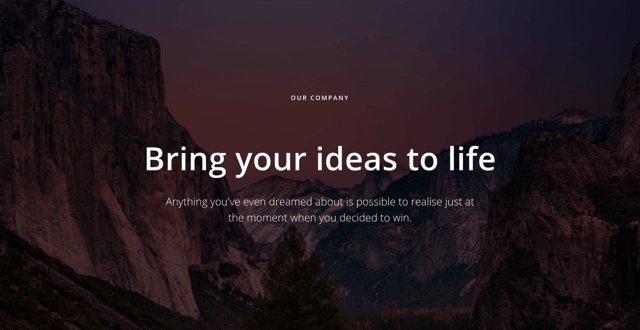 OUR COMPANY
Bring your ideas to life
Anything you've even dreamed about is possible to realise just at
the moment when you decided to win.